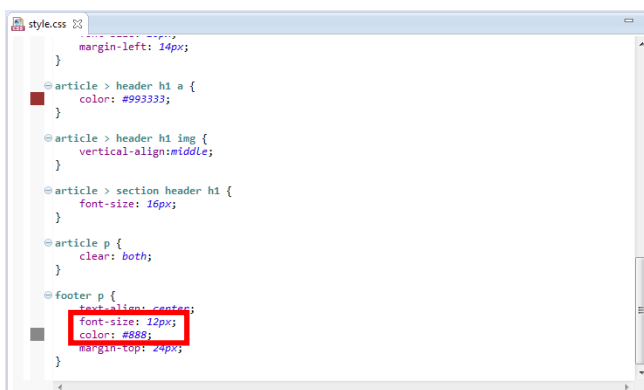 style.css
margin-left: 14px;
}
article > header h1 a {
color: #993333;
}
article > header h1 img {
vertical-align:middle;
}
article > section header h1 {
font-size: 16px;
}
article p {
clear: both;
}
footer p {
text-align: center;
font-size: 12px;
color: #888;
margin-top: 24px;
}